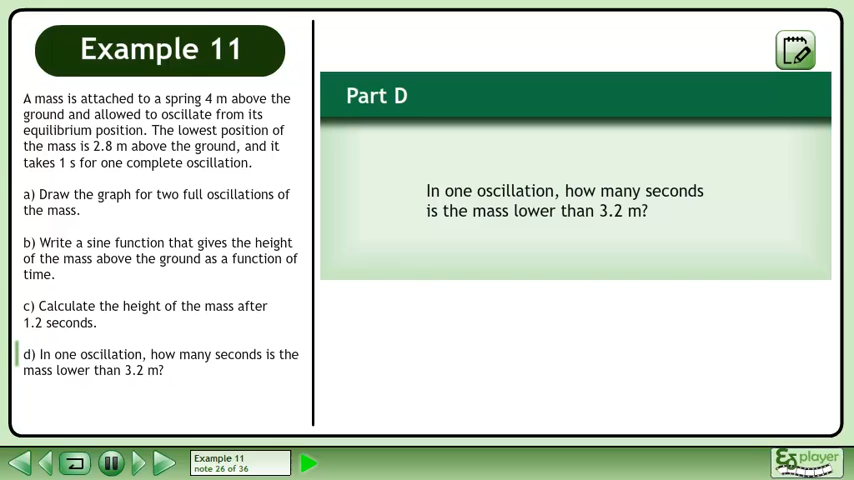 Example 11
A mass is attached to a spring 4 m above the
ground and allowed to oscillate from its
equilibrium position. The lowest position of
the mass is 2.8 m above the ground, and it
takes 1 s for one complete oscillation.
a) Draw the graph for two full oscillations of
the mass.
b) Write a sine function that gives the height
of the mass above the ground as a function of
time.
c) Calculate the height of the mass after
1.2 seconds.
d) In one oscillation, how many seconds is the
mass lower than 3.2 m?
Part D
In one oscillation, how many seconds
is the mass lower than 3.2 m?
Example 11
note 26 of 36
player